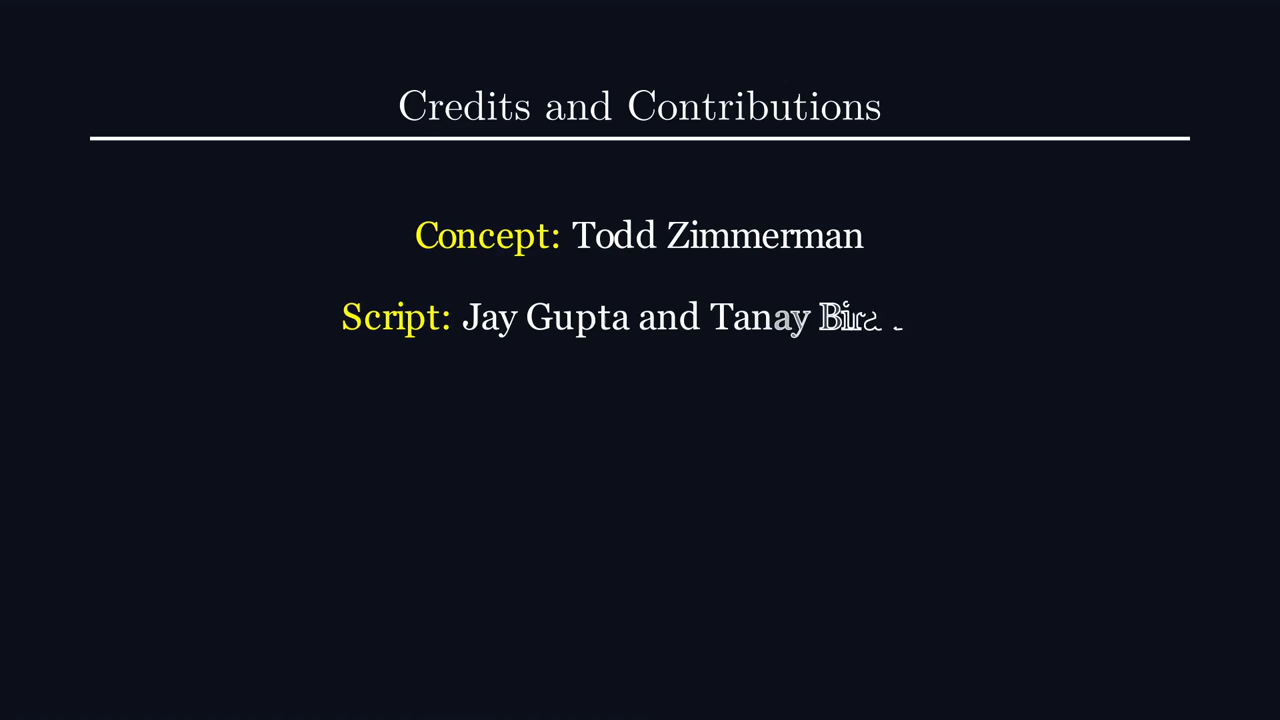 Credits and Contributions
Concept: Todd Zimmerman
Script: Jay Gupta and Tanay